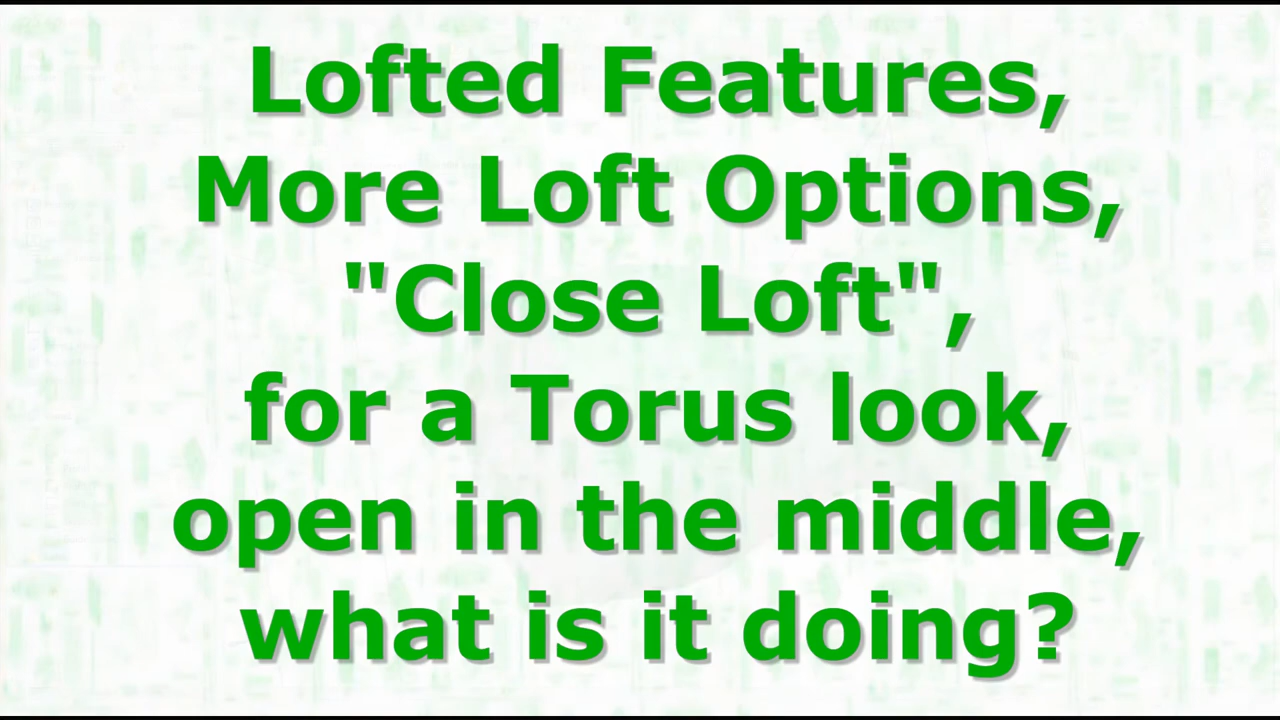 Lofted Features,
More Loft Options,
"Close Loft",
for a Torus look,
open in the middle,
what is it doing?